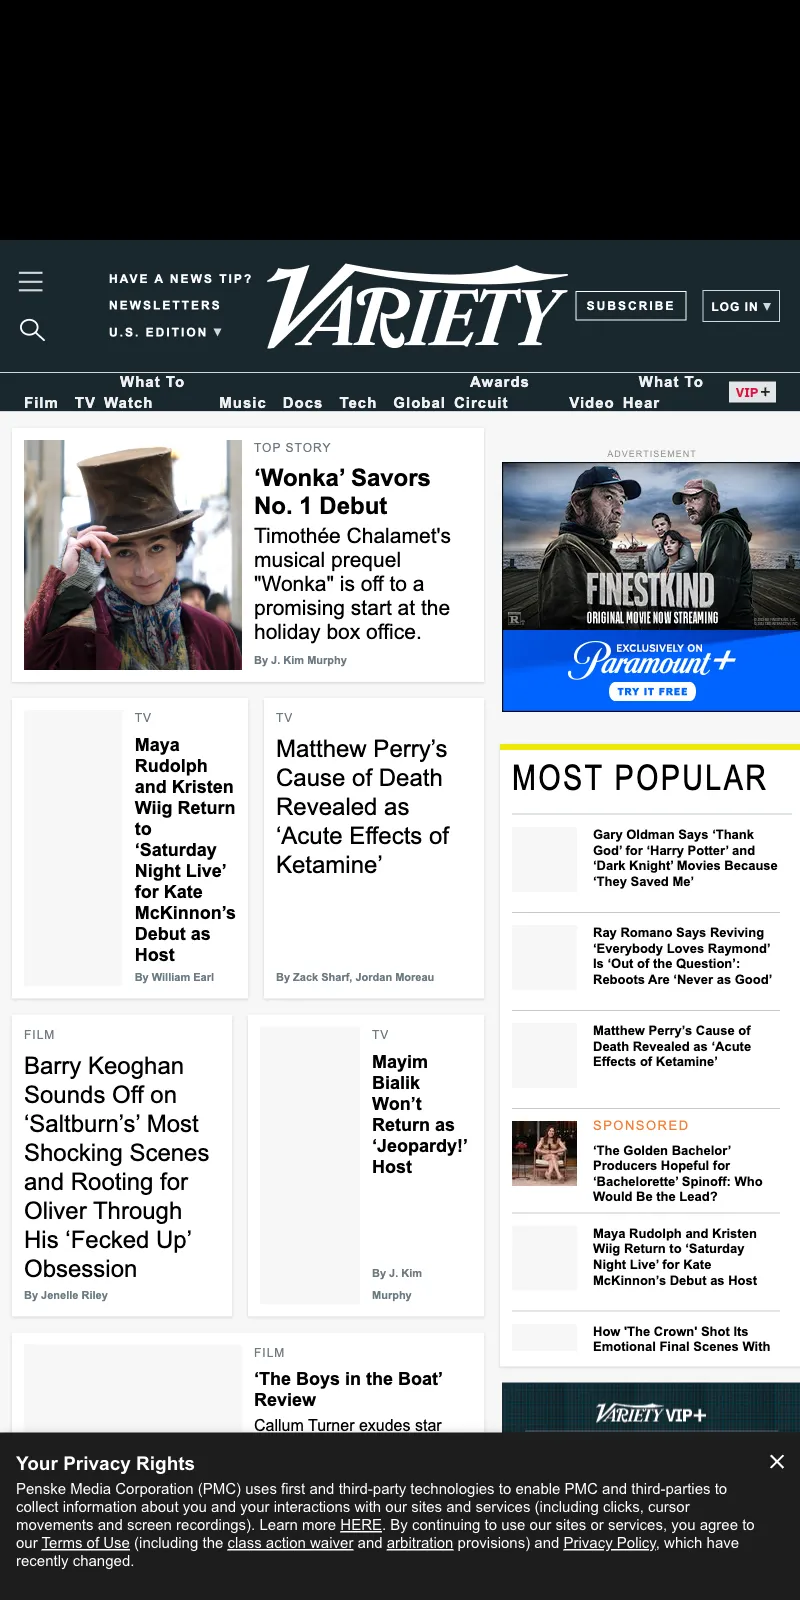 HAVE A NEWS TIP?
NEWSLETTERS
U.S. EDITION ▼
VARIETY
SUBSCRIBE
LOG IN ▼
Film
TV
What To
Watch
Music
Docs
Tech
Global
Awards
Circuit
Video
What To
Hear
VIP+
TOP STORY
‘Wonka’ Savors
No. 1 Debut
Timothée Chalamet's
musical prequel
"Wonka" is off to a
promising start at the
holiday box office.
By J. Kim Murphy
ADVERTISEMENT
FINESTKIND
ORIGINAL MOVIE NOW STREAMING
EXCLUSIVELY ON
Paramount+
TRY IT FREE
TV
Maya
Rudolph
and Kristen
Wiig Return
to
‘Saturday
Night Live’
for Kate
McKinnon’s
Debut as
Host
By William Earl
TV
Matthew Perry’s
Cause of Death
Revealed as
‘Acute Effects of
Ketamine’
By Zack Sharf, Jordan Moreau
FILM
Barry Keoghan
Sounds Off on
‘Saltburn’s’ Most
Shocking Scenes
and Rooting for
Oliver Through
His ‘Fecked Up’
Obsession
By Jenelle Riley
TV
Mayim
Bialik
Won’t
Return as
‘Jeopardy!’
Host
By J. Kim
Murphy
FILM
‘The Boys in the Boat’
Review
Callum Turner exudes star
MOST POPULAR
Gary Oldman Says ‘Thank
God’ for ‘Harry Potter’ and
‘Dark Knight’ Movies Because
‘They Saved Me’
Ray Romano Says Reviving
‘Everybody Loves Raymond’
Is ‘Out of the Question’:
Reboots Are ‘Never as Good’
Matthew Perry’s Cause of
Death Revealed as ‘Acute
Effects of Ketamine’
SPONSORED
‘The Golden Bachelor’
Producers Hopeful for
‘Bachelorette’ Spinoff: Who
Would Be the Lead?
Maya Rudolph and Kristen
Wiig Return to ‘Saturday
Night Live’ for Kate
McKinnon’s Debut as Host
How 'The Crown' Shot Its
Emotional Final Scenes With
VARIETY VIP+
Your Privacy Rights
Penske Media Corporation (PMC) uses first and third-party technologies to enable PMC and third-parties to
collect information about you and your interactions with our sites and services (including clicks, cursor
movements and screen recordings). Learn more HERE. By continuing to use our sites or services, you agree to
our Terms of Use (including the class action waiver and arbitration provisions) and Privacy Policy, which have
recently changed.